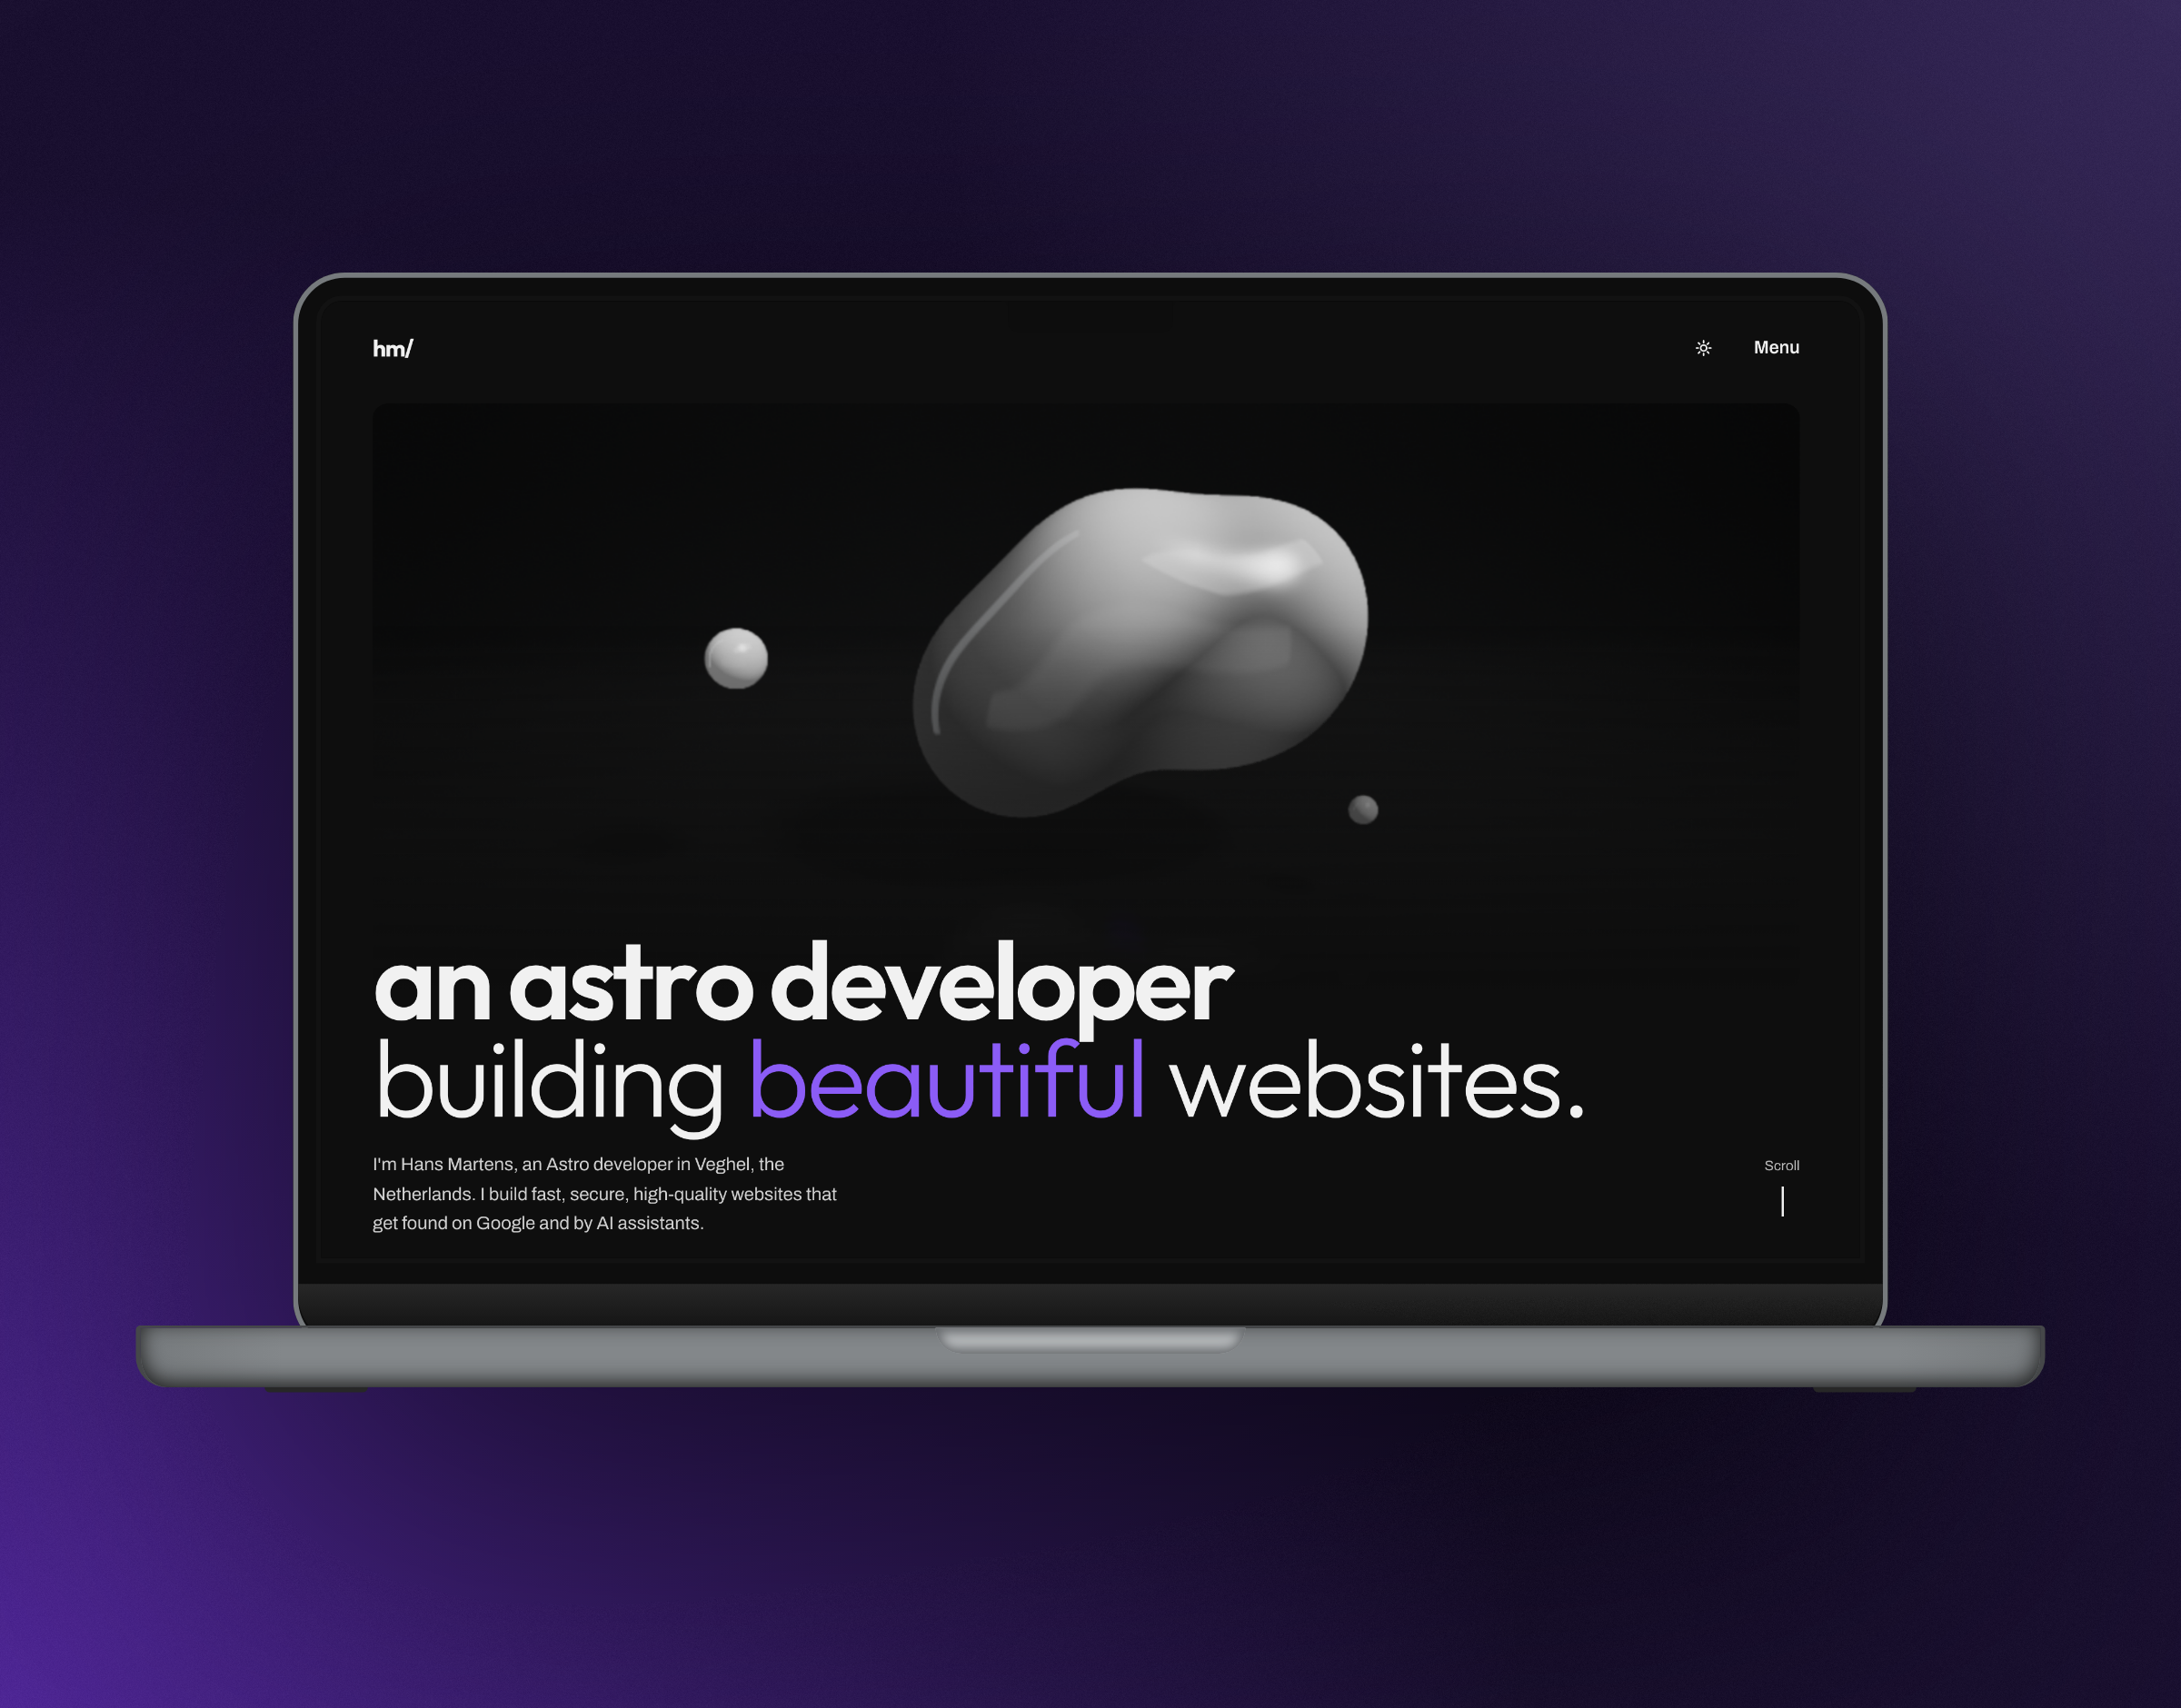 hm/
Menu
an astro developer
building beautiful websites.
I'm Hans Martens, an Astro developer in Veghel, the
Netherlands. I build fast, secure, high-quality websites that
get found on Google and by AI assistants.
Scroll